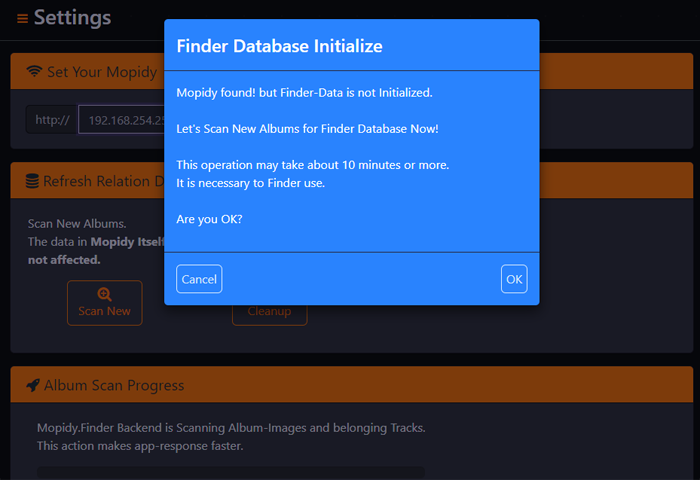 Settings
Finder Database Initialize
Set Your Mopidy
Mopidy found! but Finder-Data is not Initialized.
http://
192.168.254.25
Let's Scan New Albums for Finder Database Now!
This operation may take about 10 minutes or more.
It is necessary to Finder use.
Refresh Relation D
Are you OK?
Scan New Albums.
The data in Mopidy Itself
not affected.
Cancel
OK
Scan New
Cleanup
Album Scan Progress
Mopidy.Finder Backend is Scanning Album-Images and belonging Tracks.
This action makes app-response faster.